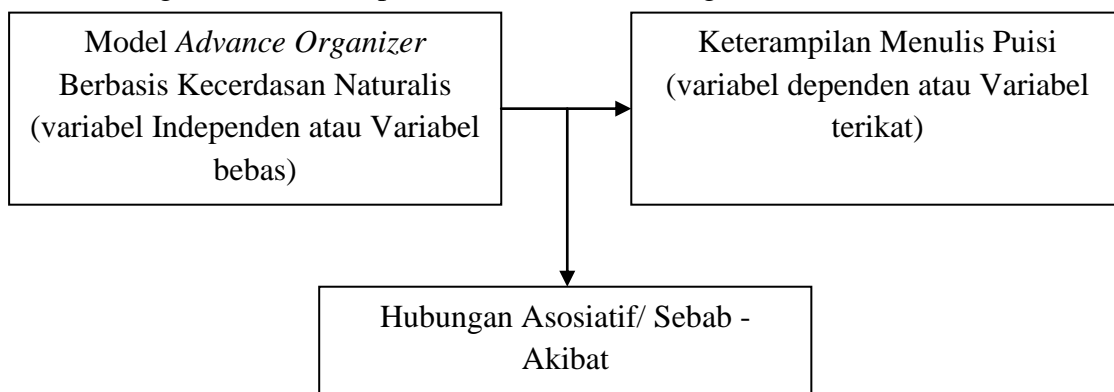 Model Advance Organizer
Berbasis Kecerdasan Naturalis
(variabel Independen atau Variabel
bebas)
Keterampilan Menulis Puisi
(variabel dependen atau Variabel
terikat)
Hubungan Asosiatif/ Sebab -
Akibat